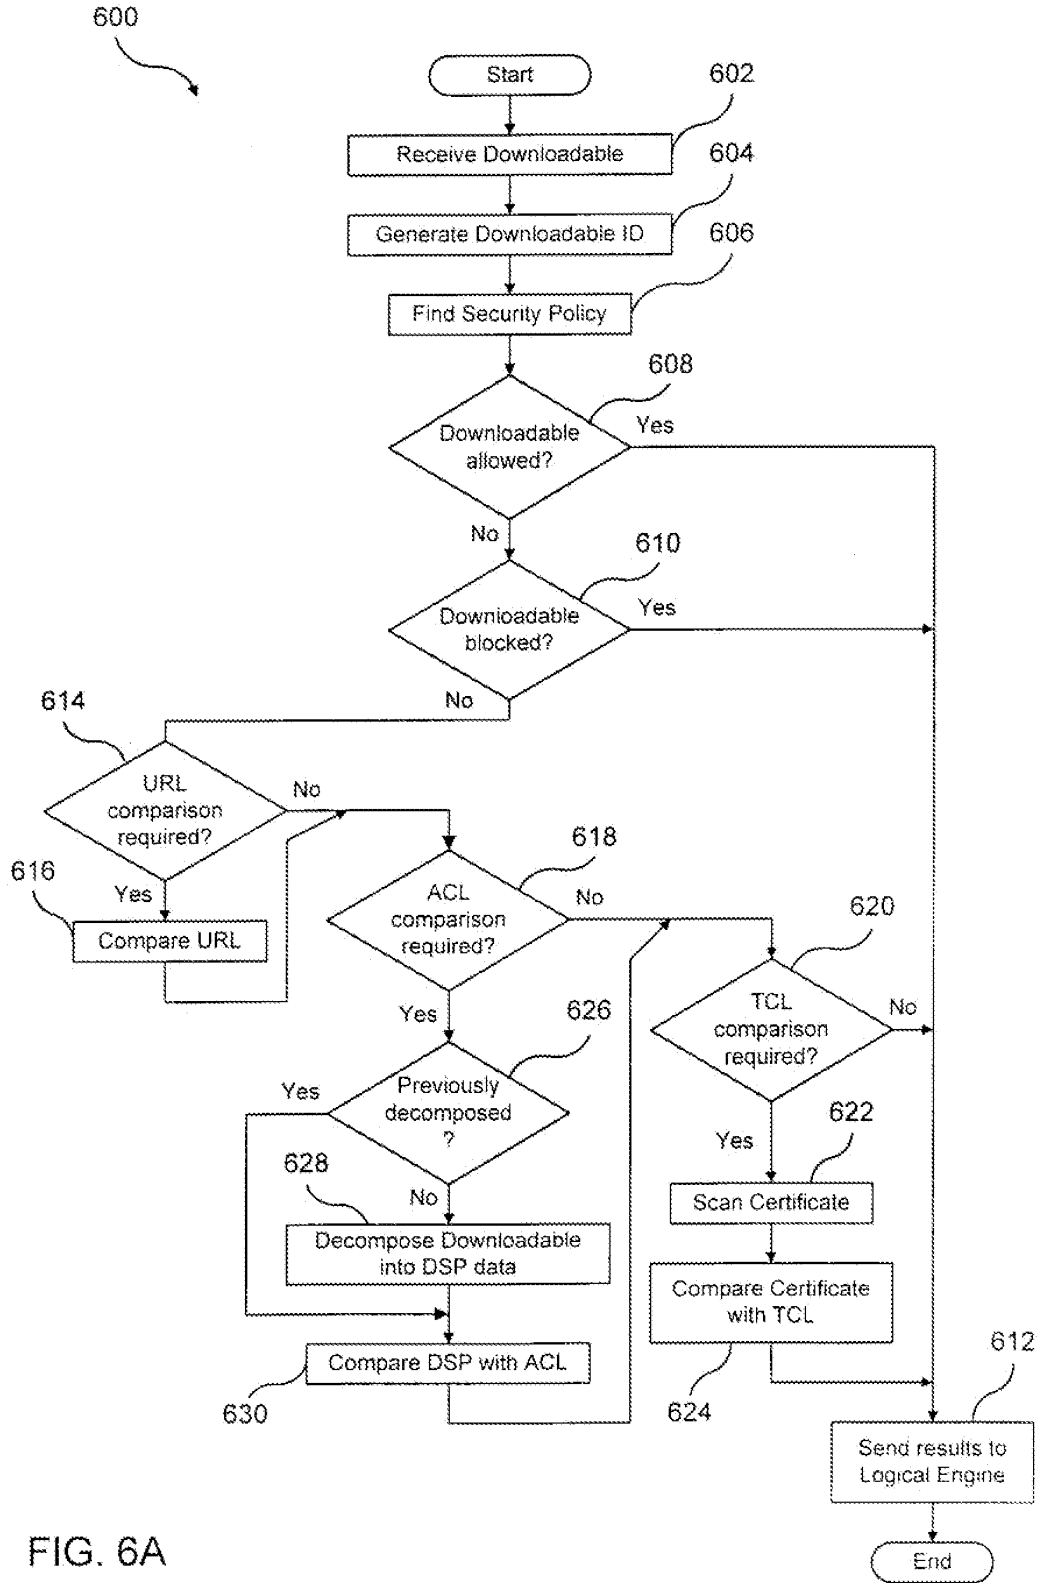 600
Start
602
Receive Downloadable
604
Generate Downloadable ID
606
Find Security Policy
608
Downloadable
allowed?
Yes
No
610
Downloadable
blocked?
Yes
No
614
URL
comparison
required?
No
Yes
616
Compare URL
618
ACL
comparison
required?
No
Yes
620
TCL
comparison
required?
No
Yes
626
Previously
decomposed
?
Yes
No
628
Decompose Downloadable
into DSP data
622
Scan Certificate
Compare Certificate
with TCL
624
Compare DSP with ACL
630
612
Send results to
Logical Engine
End
FIG. 6A